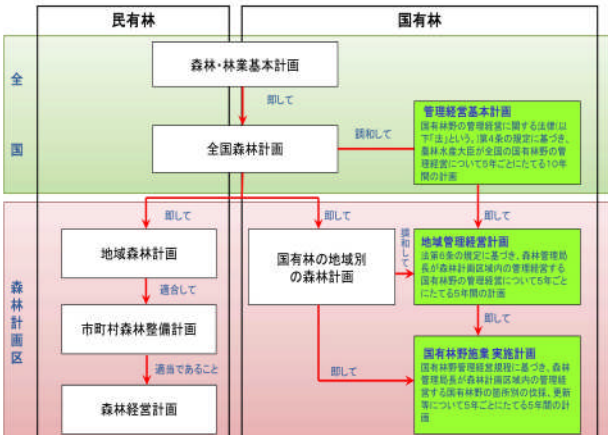 民有林
国有林
全
国
森林・林業基本計画
即して
全国森林計画
調和して
管理経営基本計画
国有林野の管理経営に関する法律(以
下「法」という。)第4条の規定に基づき、
農林水産大臣が全国の国有林野の管
理経営について5年ごとにたてる10年
間の計画
即して
即して
即して
森林計画区
地域森林計画
国有林の地域別
の森林計画
調和して
地域管理経営計画
法第6条の規定に基づき、森林管理局
長が森林計画区域内の管理経営する
国有林野の管理経営について5年ごと
にたてる5年間の計画
適合して
市町村森林整備計画
即して
適当であること
即して
森林経営計画
国有林野施業 実施計画
国有林野管理経営規程に基づき、森林
管理局長が森林計画区域内の管理経
営する国有林野の箇所別の伐採、更新
等について5年ごとにたてる5年間の計
画